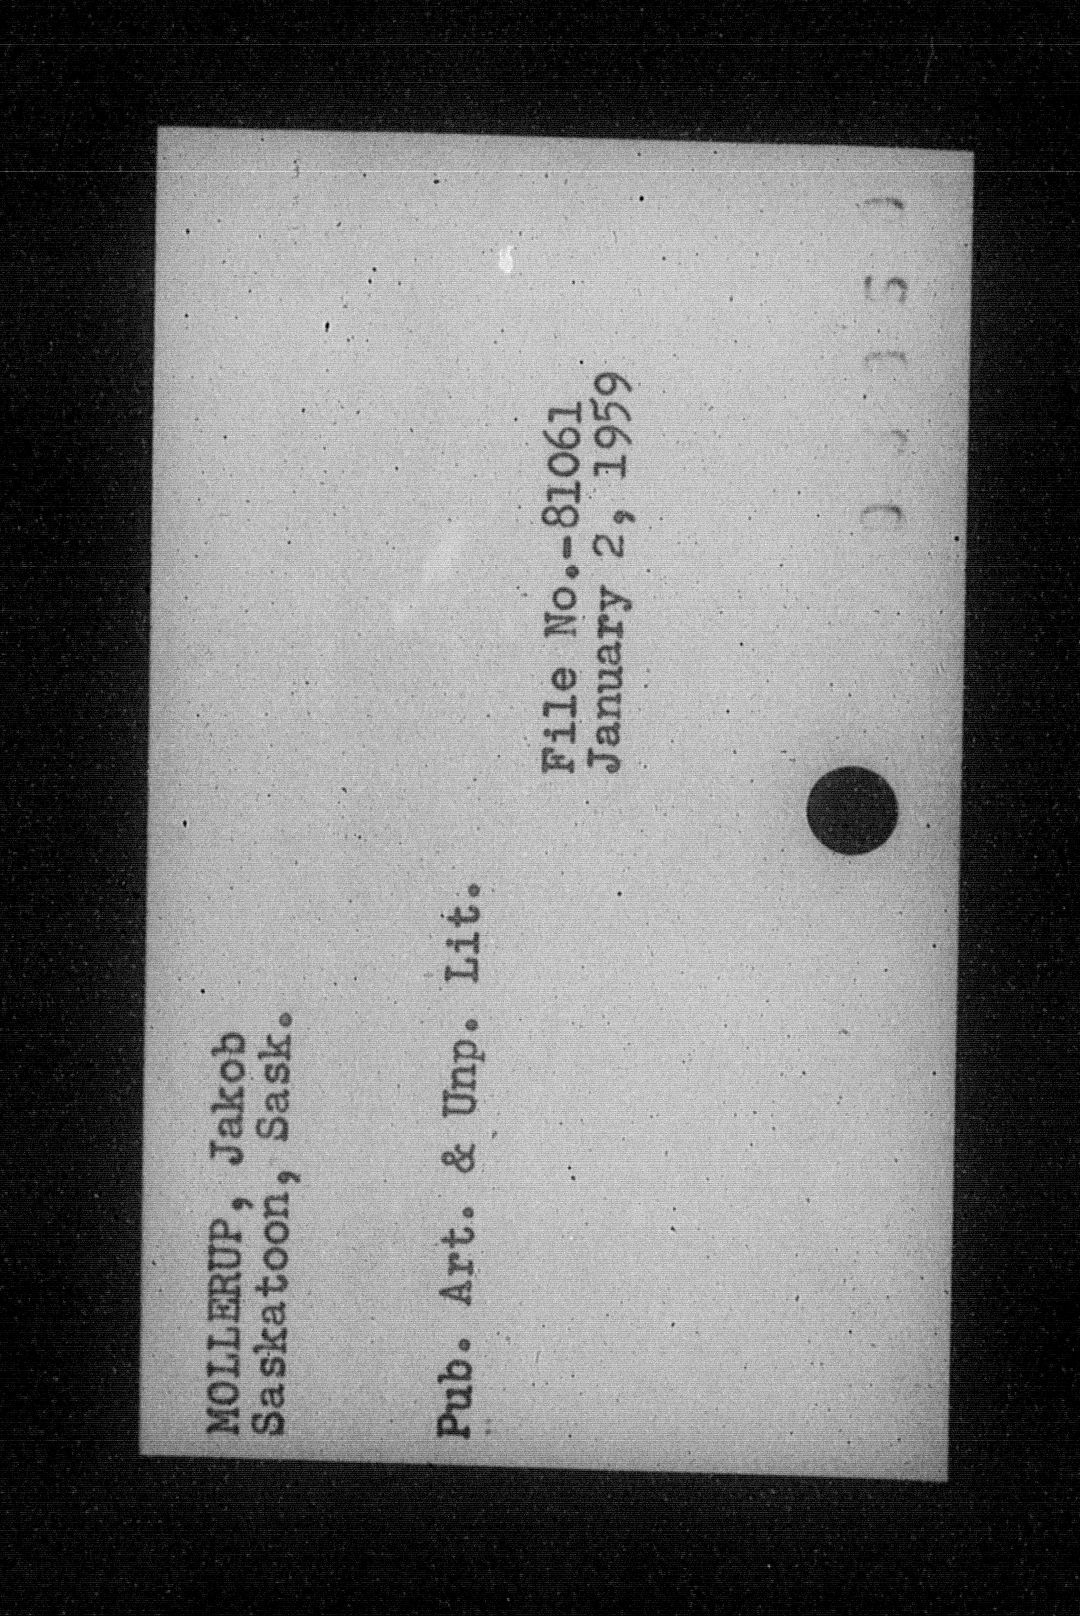 MOLLERUP, Jakob
Saskatoon, Sask.
Pub. Art. & Unp. Lit.
File No.-81061
January 2, 1959